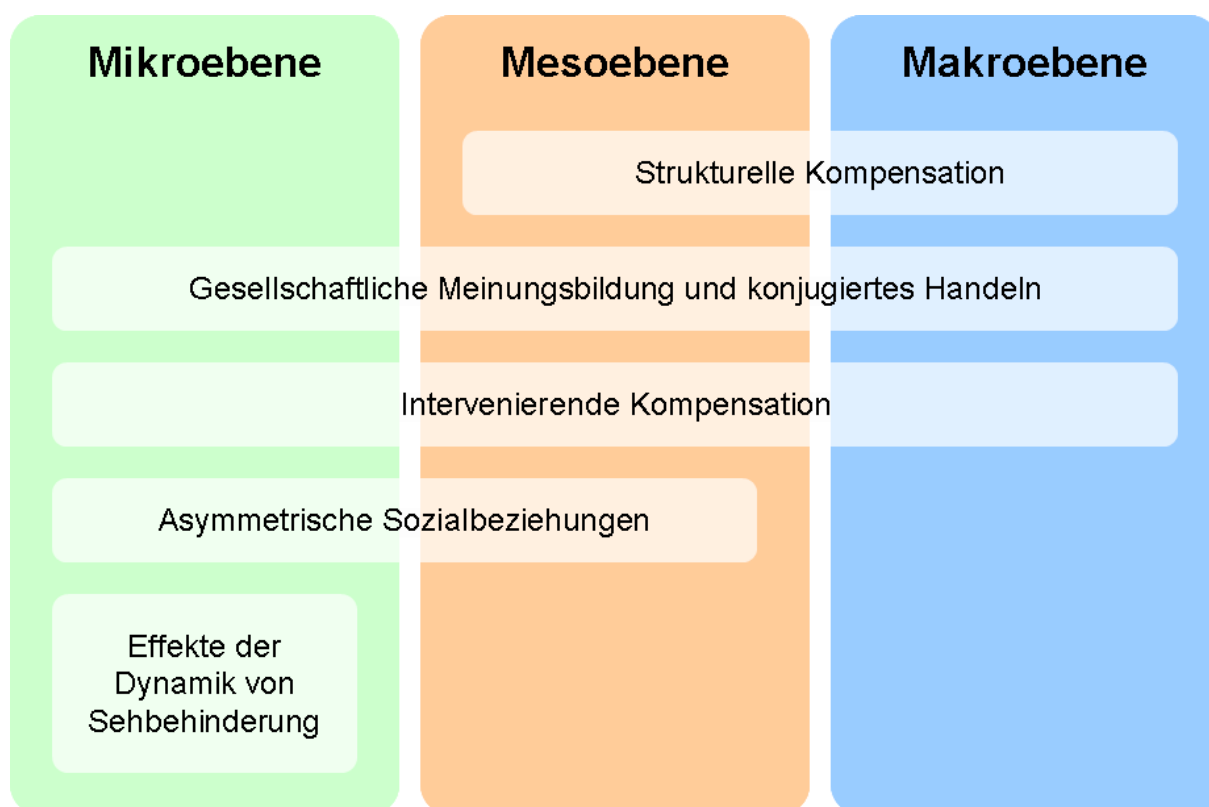 Mikroebene
Mesoebene
Makroebene
Strukturelle Kompensation
Gesellschaftliche Meinungsbildung und konjugiertes Handeln
Intervenierende Kompensation
Asymmetrische Sozialbeziehungen
Effekte der
Dynamik von
Sehbehinderung